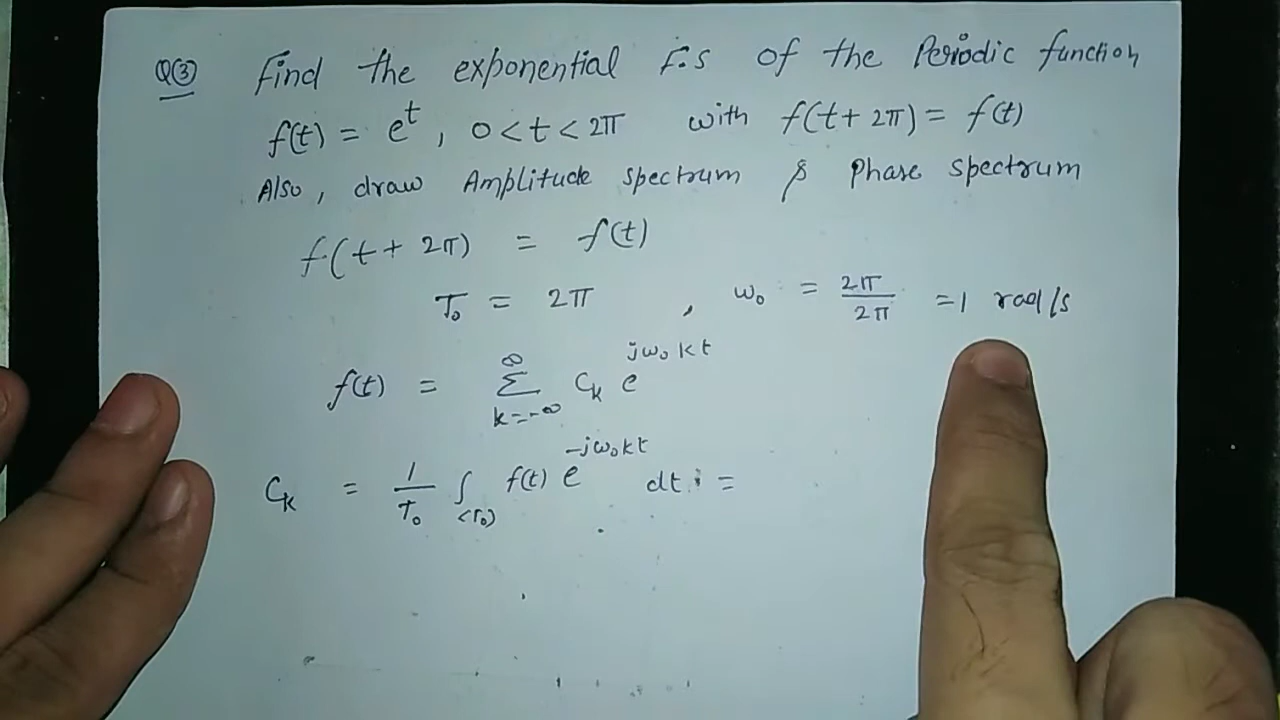 Q③ Find the exponential F.S of the Periodic function
f(t) = e^t , 0 < t < 2π with f(t + 2π) = f(t)
Also , draw Amplitude spectrum & Phase spectrum
f(t + 2π) = f(t)
T₀ = 2π , ω₀ = 2π/2π = 1 rad/s
f(t) = ∑_{k=-∞}^{∞} C_k e^{jω₀kt}
C_k = 1/T₀ ∫_{<T₀>} f(t) e^{-jω₀kt} dt =